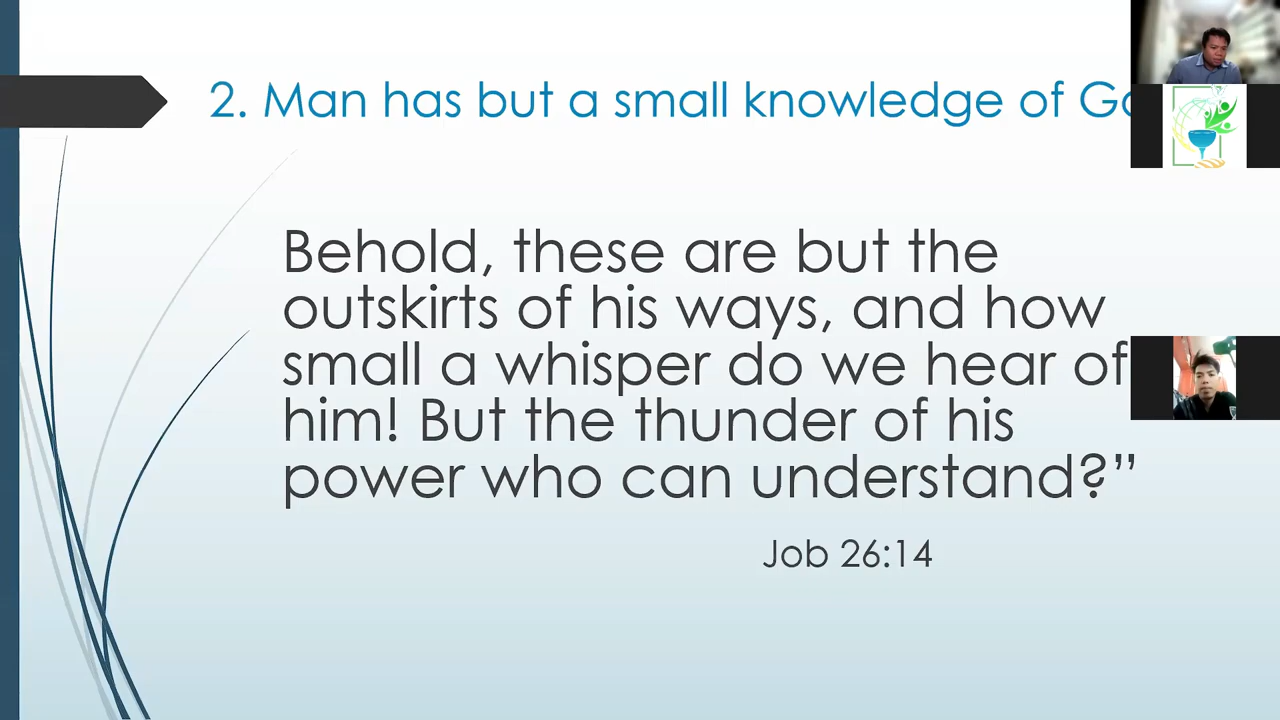 2. Man has but a small knowledge of
Behold, these are but the
outskirts of his ways, and how
small a whisper do we hear of
him! But the thunder of his
power who can understand?”
Job 26:14